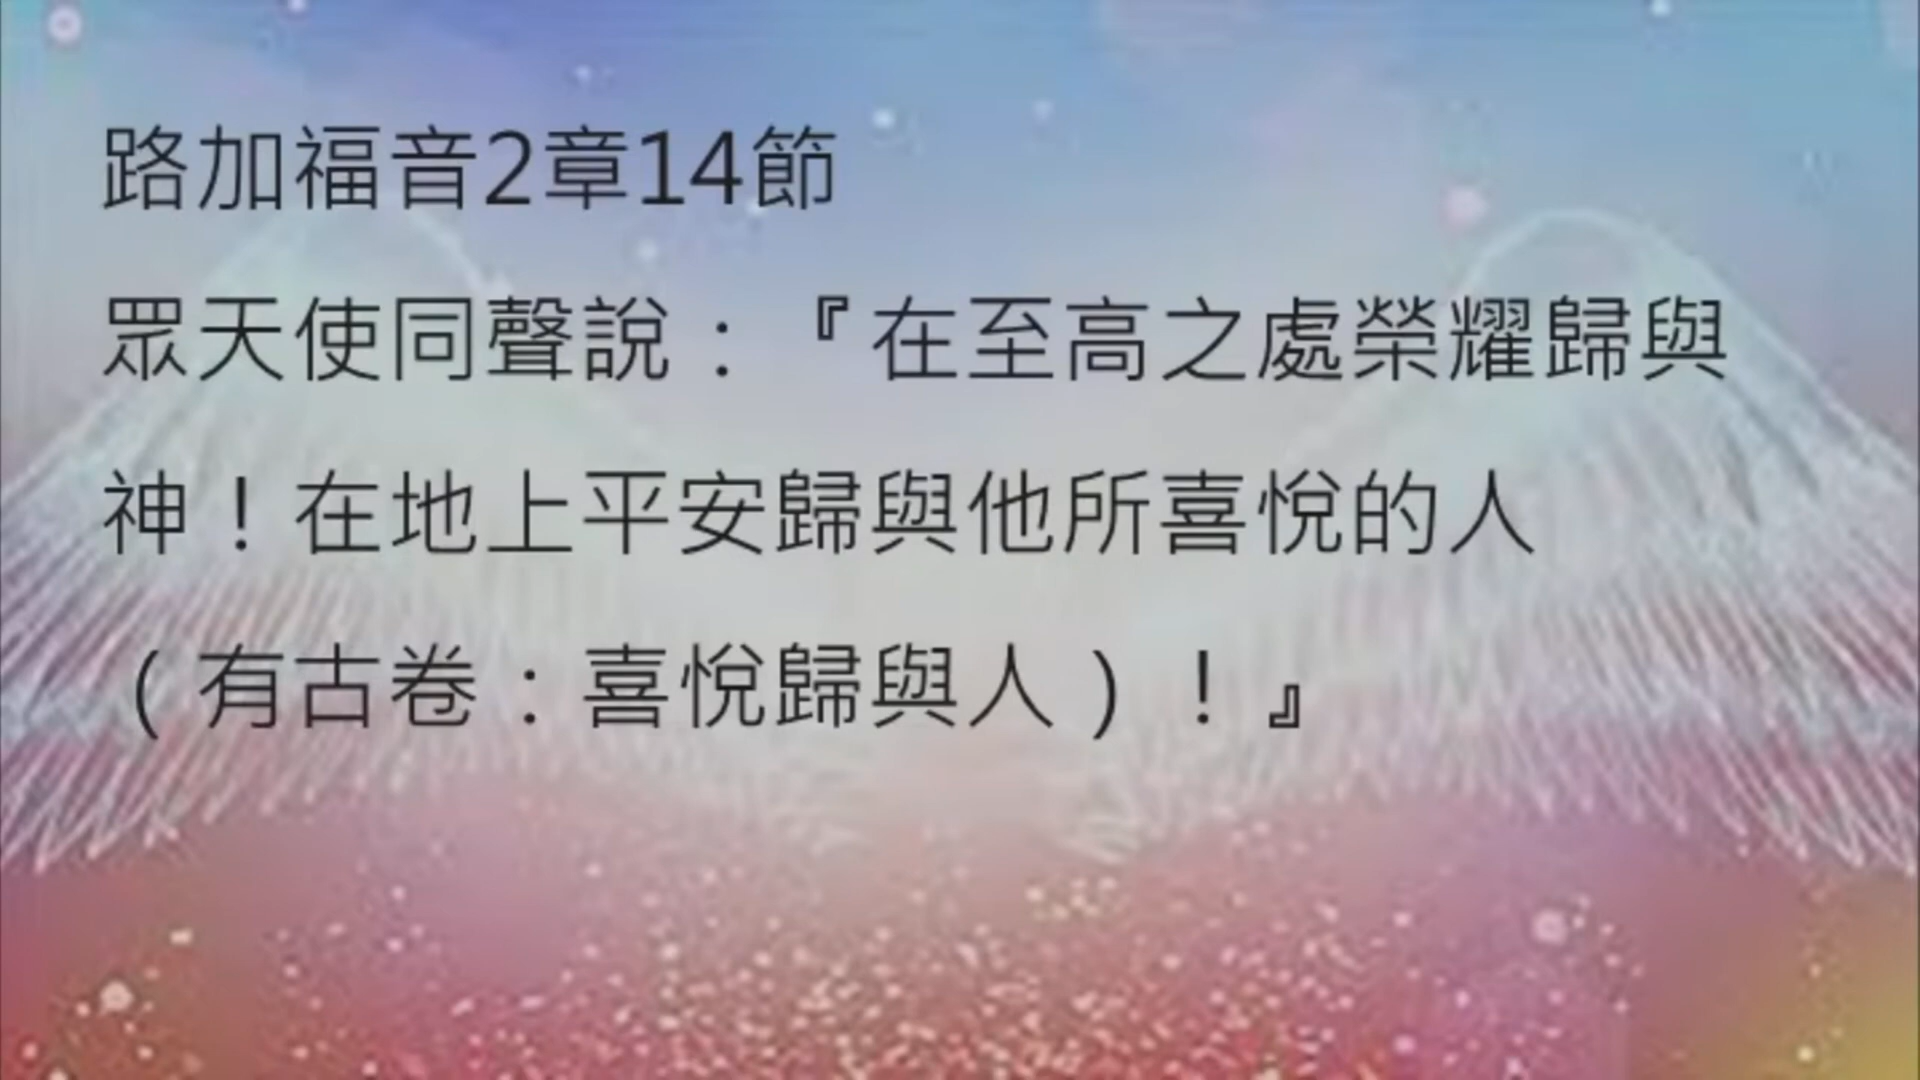 路加福音2章14節
眾天使同聲說：『在至高之處榮耀歸與
神！在地上平安歸與他所喜悅的人
（有古卷：喜悅歸與人）！』